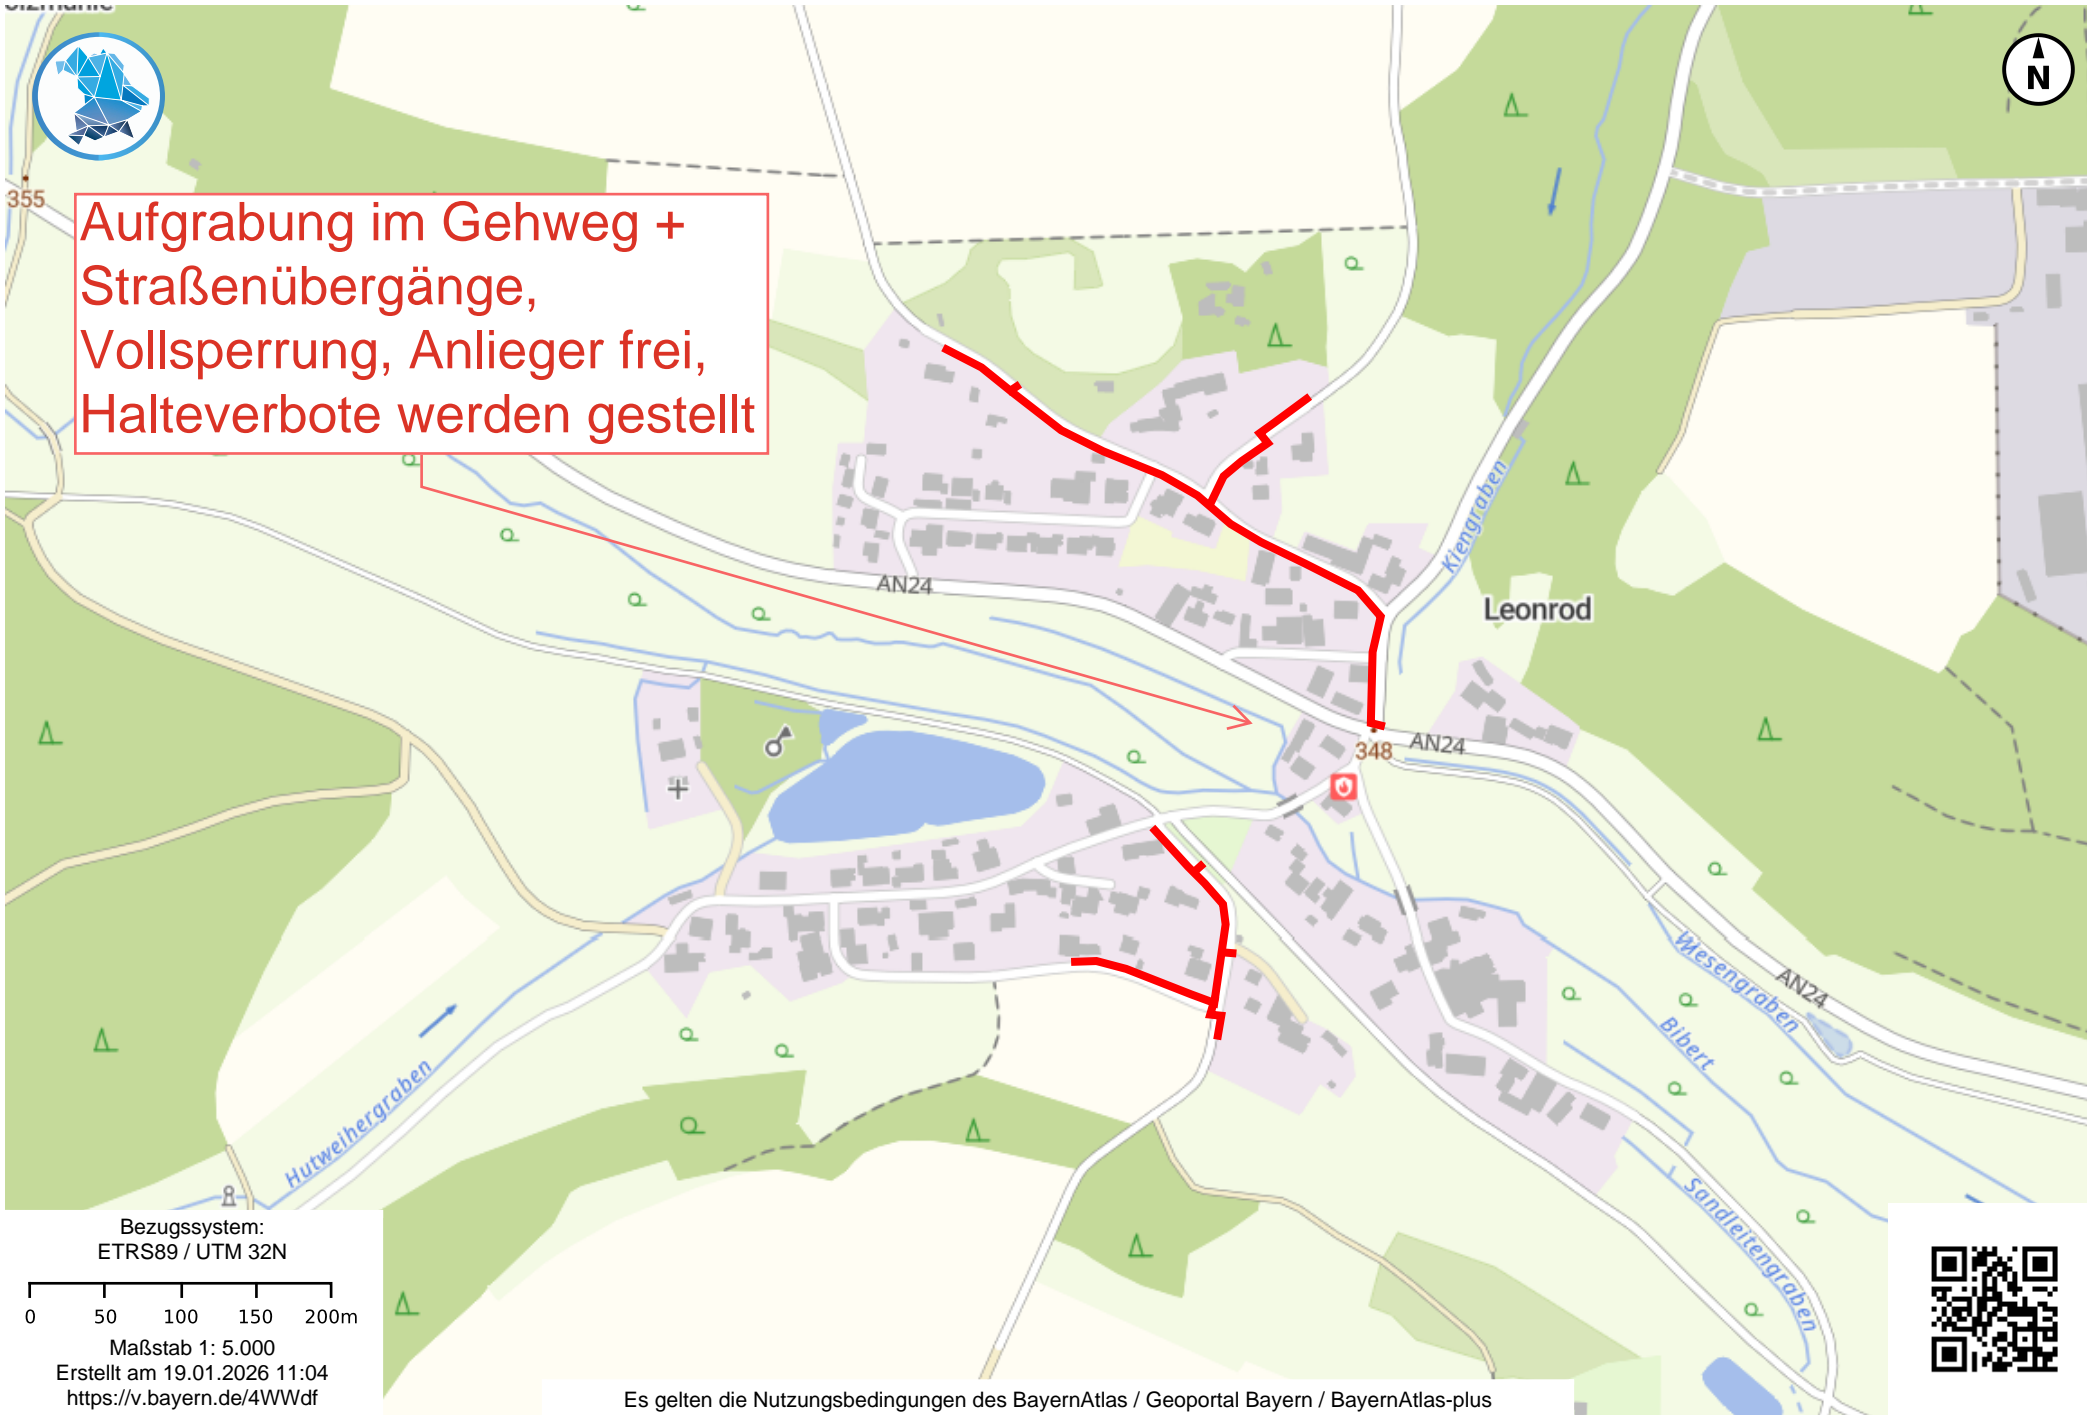 N
355
Aufgrabung im Gehweg +
Straßenübergänge,
Vollsperrung, Anlieger frei,
Halteverbote werden gestellt
Kiengraben
AN24
Leonrod
348
AN24
Wesengraben
AN24
Bibert
Hutweihergraben
Sandleitengraben
Bezugssystem:
ETRS89 / UTM 32N
0 50 100 150 200m
Maßstab 1: 5.000
Erstellt am 19.01.2026 11:04
https://v.bayern.de/4WWdf
Es gelten die Nutzungsbedingungen des BayernAtlas / Geoportal Bayern / BayernAtlas-plus